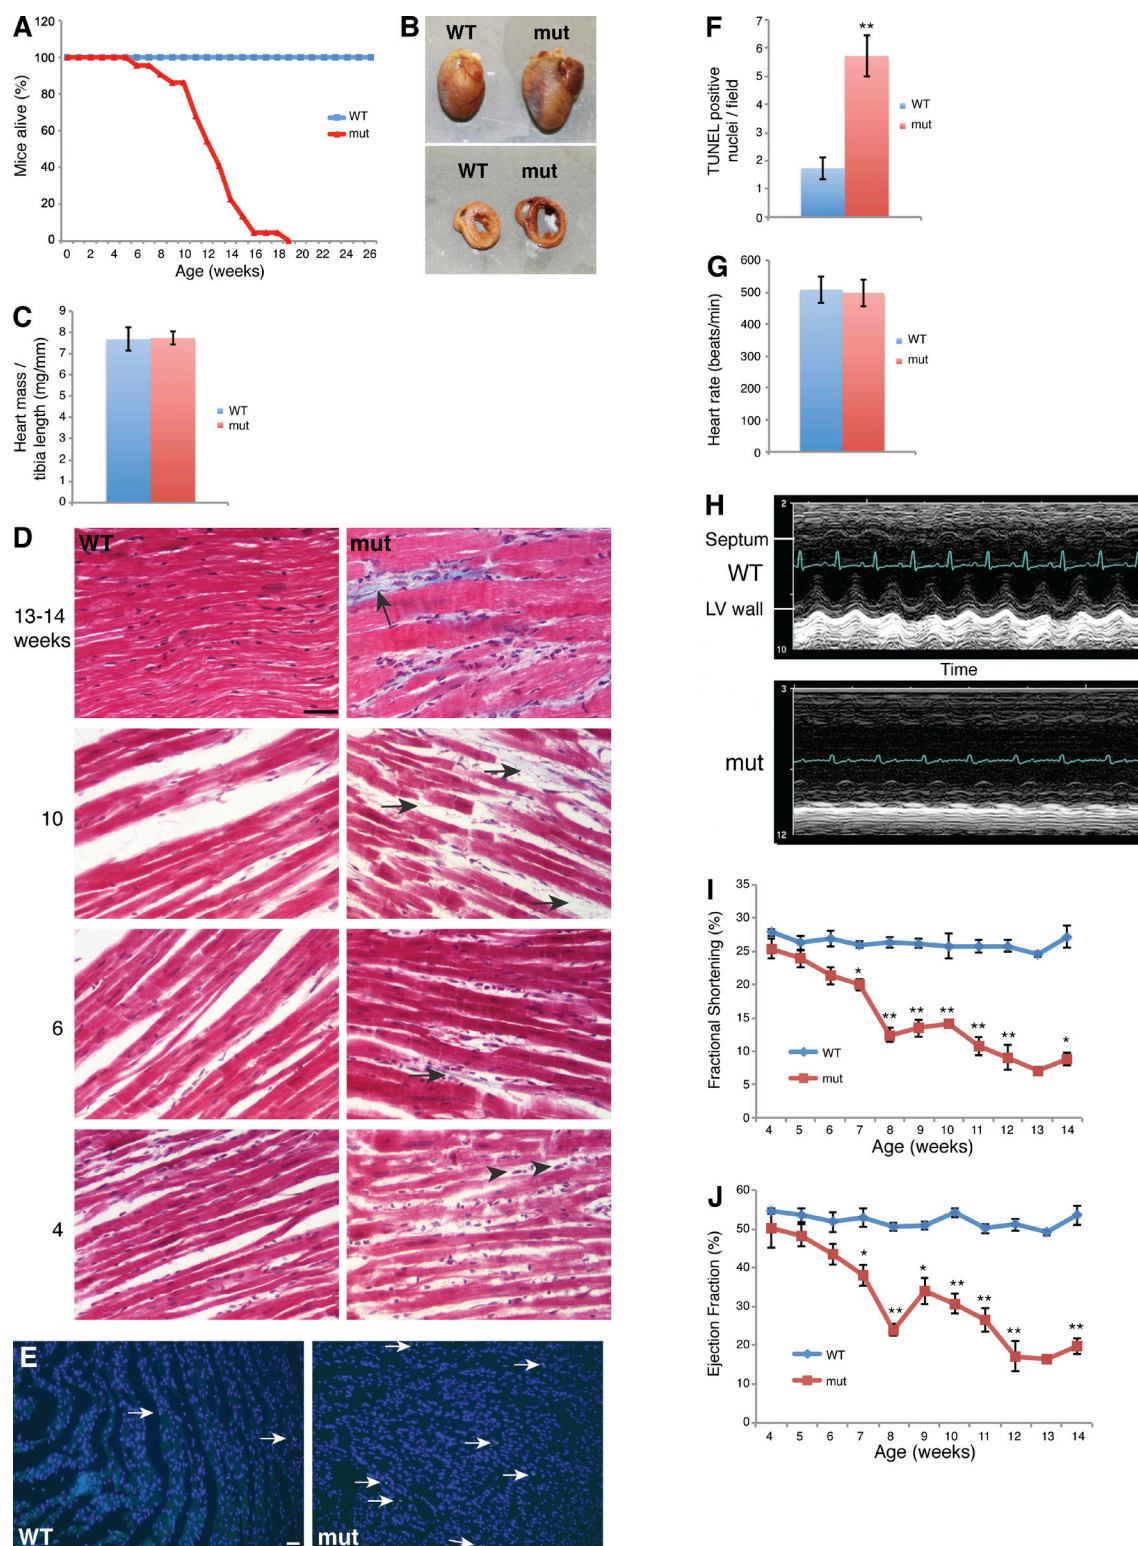 A
Mice alive (%)
120
100
80
60
40
20
0
0 2 4 6 8 10 12 14 16 18 20 22 24 26
Age (weeks)
WT
mut
B
WT mut
WT mut
C
Heart mass /
tibia length (mg/mm)
9
8
7
6
5
4
3
2
1
0
WT
mut
D
WT mut
13-14
weeks
10
6
4
E
WT mut
F
TUNEL positive
nuclei / field
7
6
5
4
3
2
1
0
**
WT
mut
G
Heart rate (beats/min)
600
500
400
300
200
100
0
WT
mut
H
2
Septum
WT
LV wall
10
Time
3
mut
12
I
Fractional Shortening (%)
35
30
25
20
15
10
5
0
* ** ** ** ** ** *
WT
mut
4 5 6 7 8 9 10 11 12 13 14
Age (weeks)
J
Ejection Fraction (%)
60
50
40
30
20
10
0
* ** * ** ** ** **
WT
mut
4 5 6 7 8 9 10 11 12 13 14
Age (weeks)